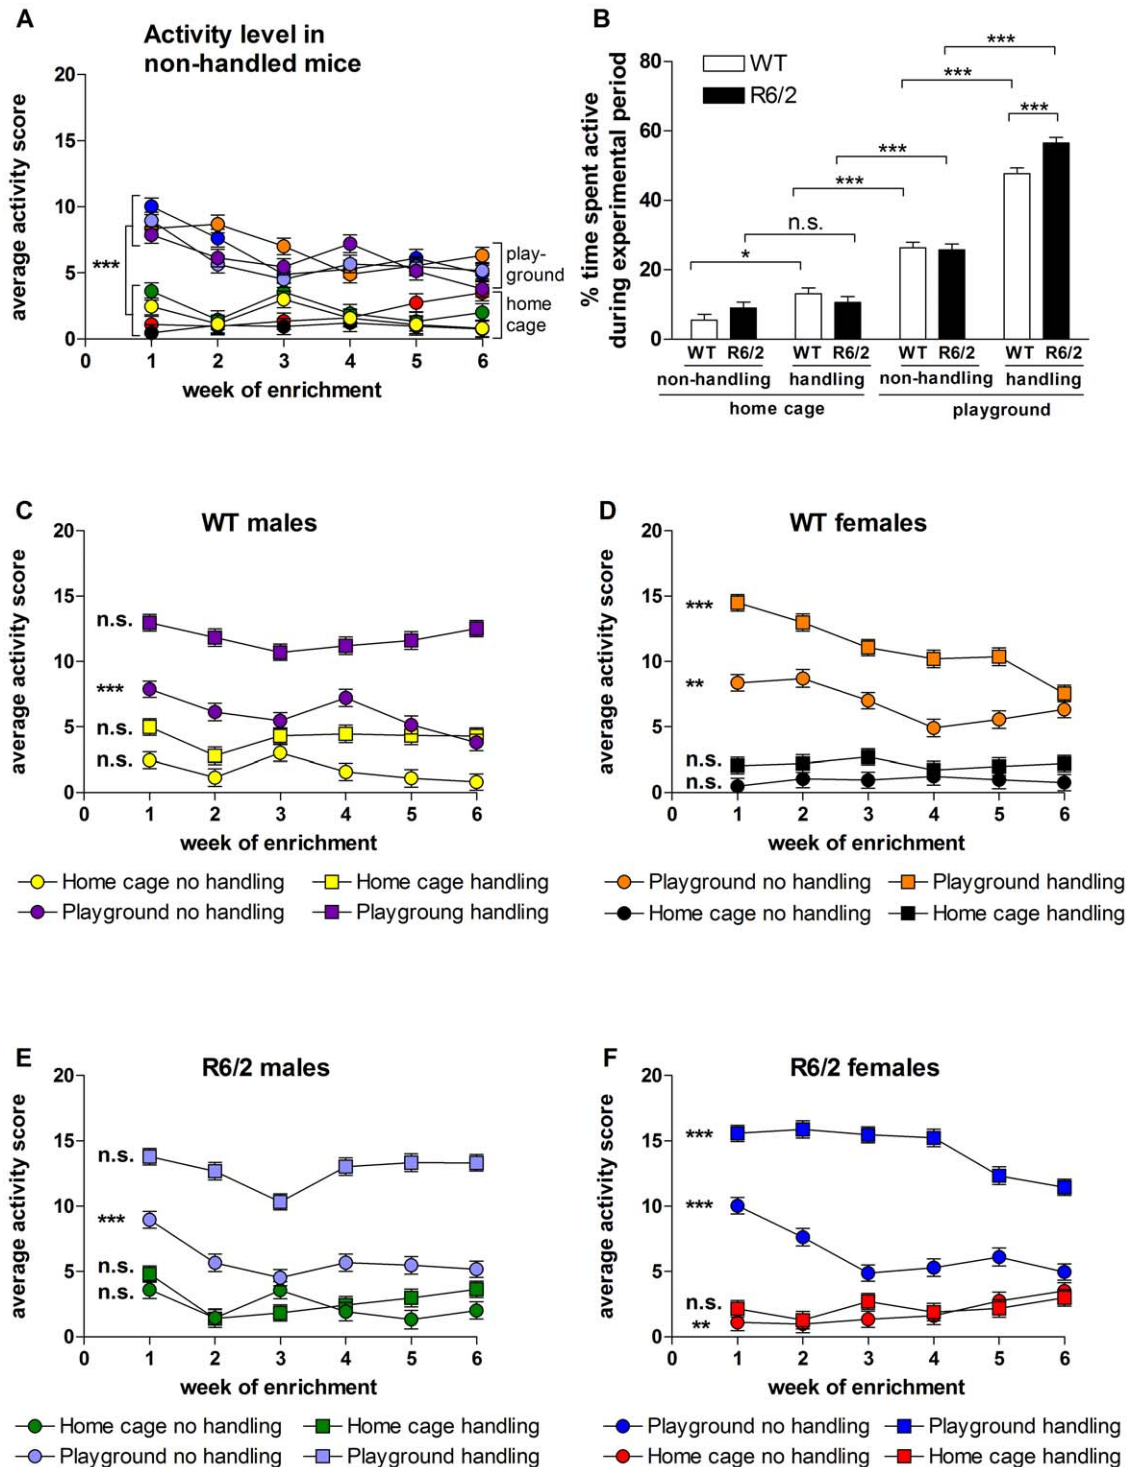 A
Activity level in
non-handled mice
average activity score
20
15
10
5
0
***
play-
ground
home
cage
0 1 2 3 4 5 6
week of enrichment
B
% time spent active
during experimental period
80
60
40
20
0
WT
R6/2
*
n.s.
***
***
***
***
***
WT R6/2 WT R6/2 WT R6/2 WT R6/2
non-handling handling non-handling handling
home cage playground
C
WT males
average activity score
20
15
10
5
0
n.s.
***
n.s.
n.s.
0 1 2 3 4 5 6
week of enrichment
Home cage no handling Home cage handling
Playground no handling Playgroung handling
D
WT females
average activity score
20
15
10
5
0
***
**
n.s.
n.s.
0 1 2 3 4 5 6
week of enrichment
Playground no handling Playground handling
Home cage no handling Home cage handling
E
R6/2 males
average activity score
20
15
10
5
0
n.s.
***
n.s.
n.s.
0 1 2 3 4 5 6
week of enrichment
Home cage no handling Home cage handling
Playground no handling Playground handling
F
R6/2 females
average activity score
20
15
10
5
0
***
***
n.s.
**
0 1 2 3 4 5 6
week of enrichment
Playground no handling Playground handling
Home cage no handling Home cage handling